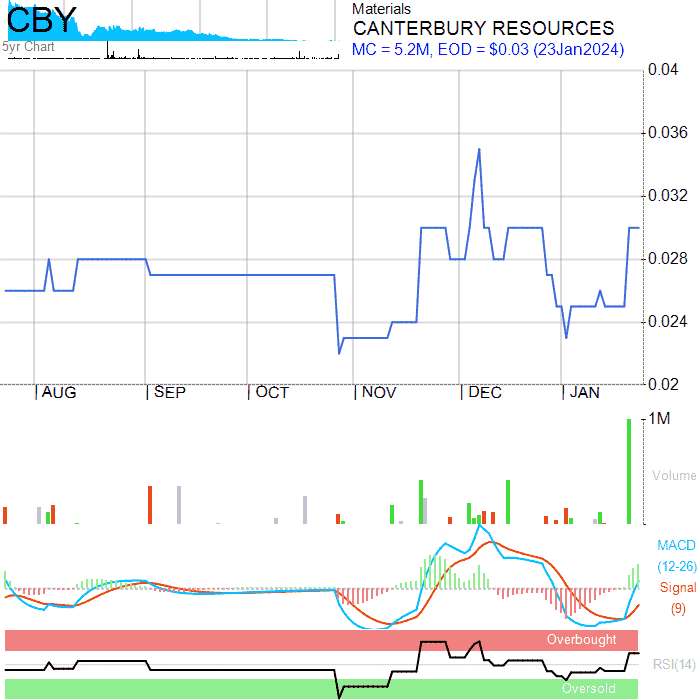 CBY
5yr Chart
Materials
CANTERBURY RESOURCES
MC = 5.2M, EOD = $0.03 (23Jan2024)
0.04
0.036
0.032
0.028
0.024
0.02
AUG SEP OCT NOV DEC JAN
1M
Volume
MACD
(12-26)
Signal
(9)
Overbought
RSI(14)
Oversold